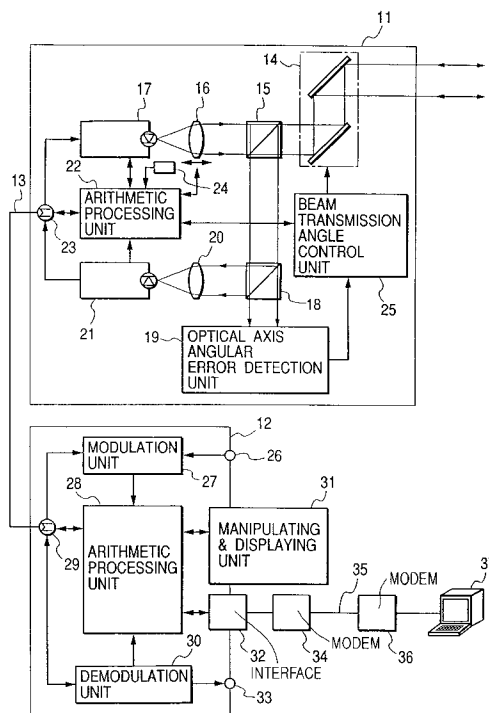 11
14
17
16
15
22
24
13
ARITHMETIC
PROCESSING
UNIT
23
BEAM
TRANSMISSION
ANGLE
CONTROL
UNIT
20
21
18
25
19
OPTICAL AXIS
ANGULAR
ERROR DETECTION
UNIT
12
MODULATION
UNIT
26
27
28
31
29
ARITHMETIC
PROCESSING
UNIT
MANIPULATING
& DISPLAYING
UNIT
35
MODEM
3
30
32
INTERFACE
34
MODEM
36
DEMODULATION
UNIT
33